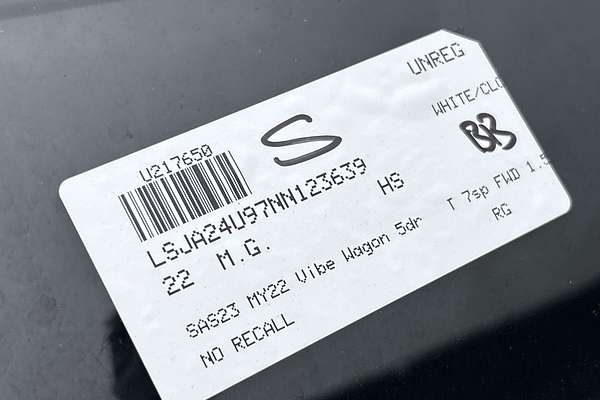 UNREG
WHITE/CLO
S
BB
U217650
LSJA24U97NN123639
22 M.G. HS
SAS23 MY22 Vibe Wagon 5dr T 7sp FWD 1.5
RG
NO RECALL